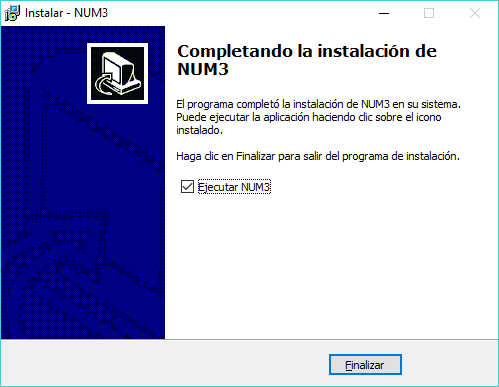 Instalar - NUM3
Completando la instalación de
NUM3
El programa completó la instalación de NUM3 en su sistema.
Puede ejecutar la aplicación haciendo clic sobre el icono
instalado.
Haga clic en Finalizar para salir del programa de instalación.
Ejecutar NUM3
Finalizar